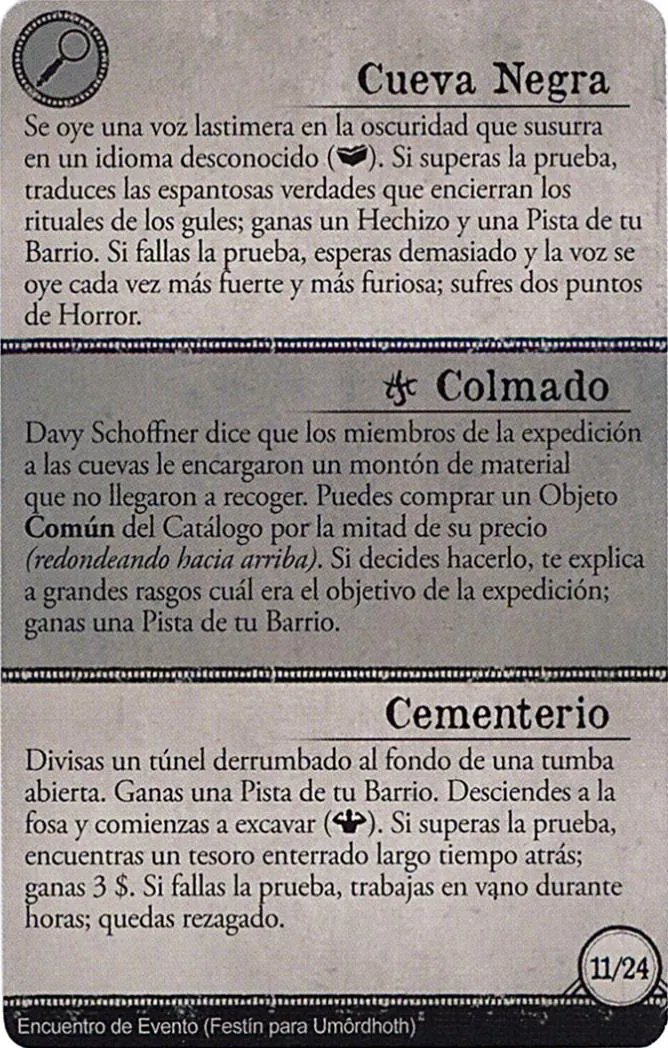 Cueva Negra
Se oye una voz lastimera en la oscuridad que susurra
en un idioma desconocido (). Si superas la prueba,
traduces las espantosas verdades que encierran los
rituales de los gules; ganas un Hechizo y una Pista de tu
Barrio. Si fallas la prueba, esperas demasiado y la voz se
oye cada vez más fuerte y más furiosa; sufres dos puntos
de Horror.
Colmado
Davy Schoffner dice que los miembros de la expedición
a las cuevas le encargaron un montón de material
que no llegaron a recoger. Puedes comprar un Objeto
Común del Catálogo por la mitad de su precio
(redondeando hacia arriba). Si decides hacerlo, te explica
a grandes rasgos cuál era el objetivo de la expedición;
ganas una Pista de tu Barrio.
Cementerio
Divisas un túnel derrumbado al fondo de una tumba
abierta. Ganas una Pista de tu Barrio. Desciendes a la
fosa y comienzas a excavar (). Si superas la prueba,
encuentras un tesoro enterrado largo tiempo atrás;
ganas 3 $. Si fallas la prueba, trabajas en vano durante
horas; quedas rezagado.
11/24
Encuentro de Evento (Festín para Umôrdhoth)